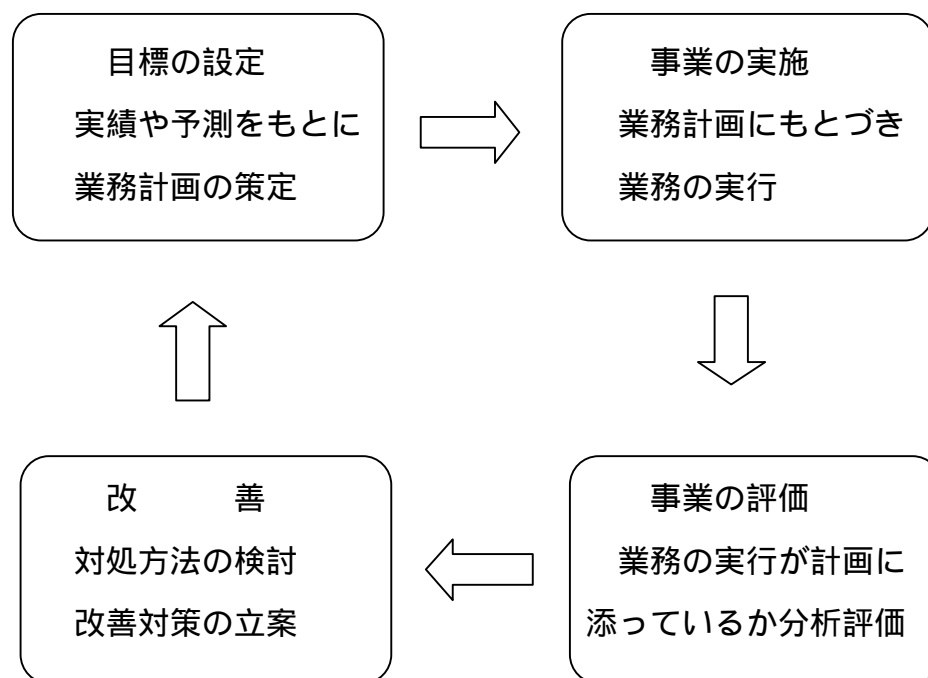 目標の設定
実績や予測をもとに
業務計画の策定
事業の実施
業務計画にもとづき
業務の実行
改　　　善
対処方法の検討
改善対策の立案
事業の評価
業務の実行が計画に
添っているか分析評価